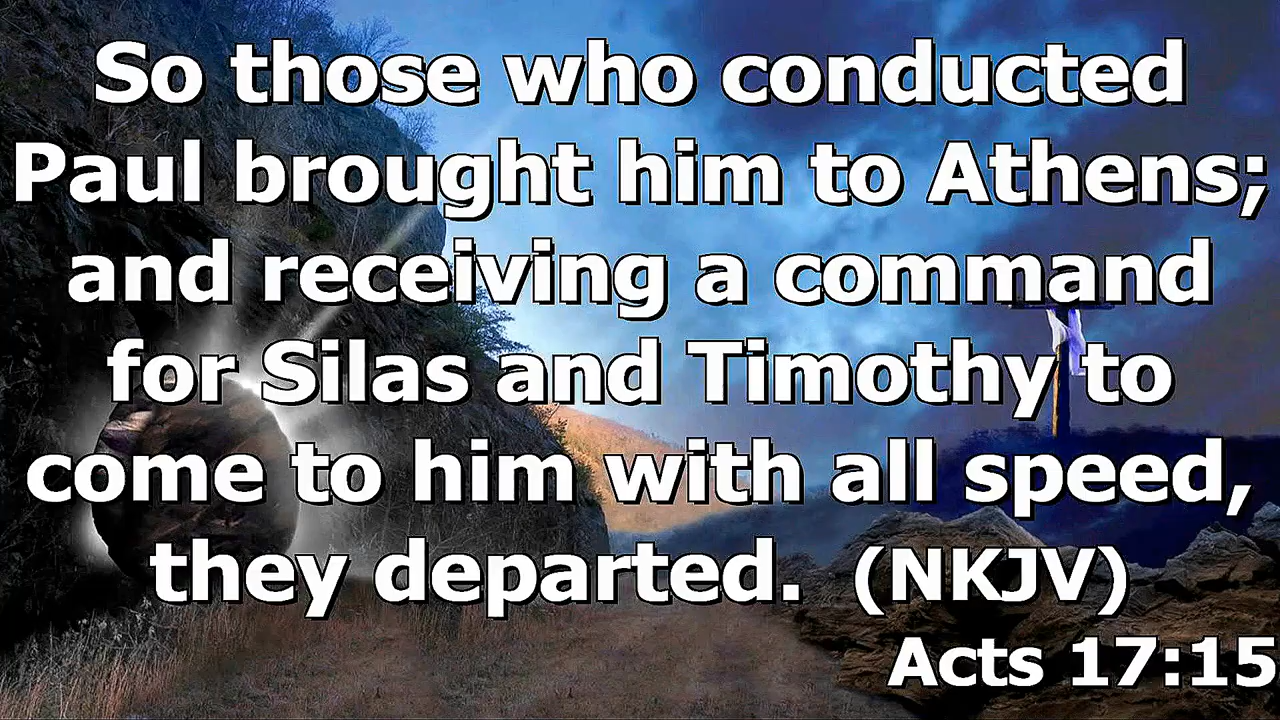 So those who conducted
Paul brought him to Athens;
and receiving a command
for Silas and Timothy to
come to him with all speed,
they departed. (NKJV)
Acts 17:15